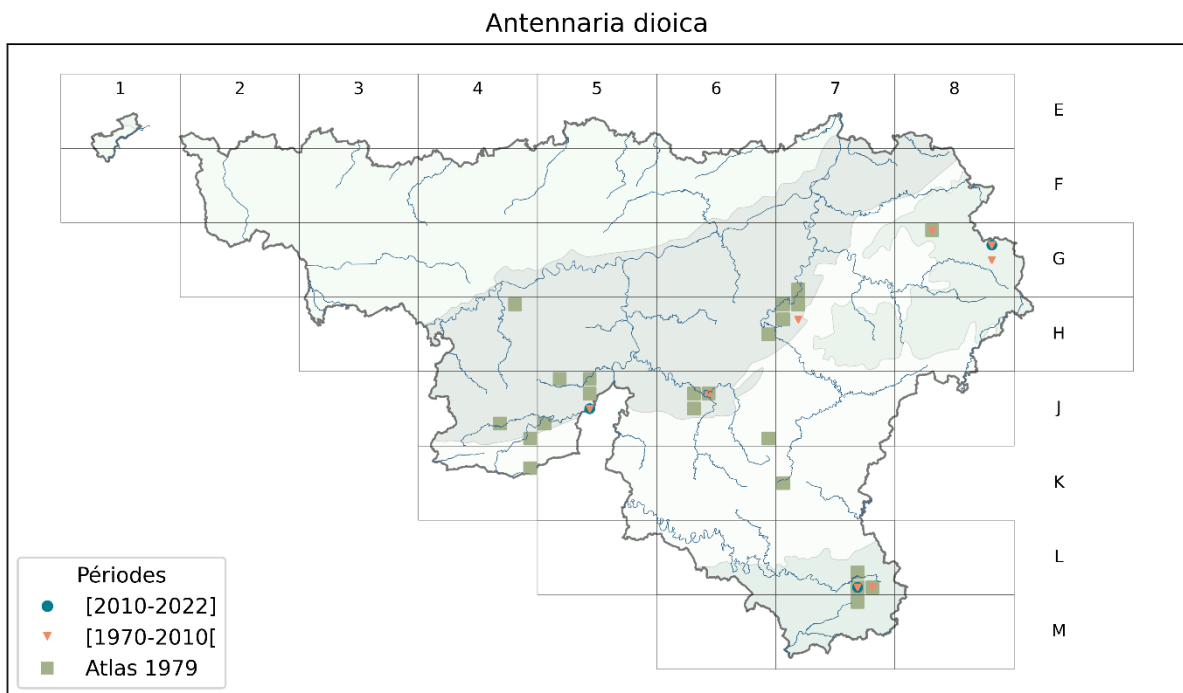 Antennaria dioica
1 2 3 4 5 6 7 8
E
F
G
H
J
K
L
M
Périodes
[2010-2022]
[1970-2010[
Atlas 1979